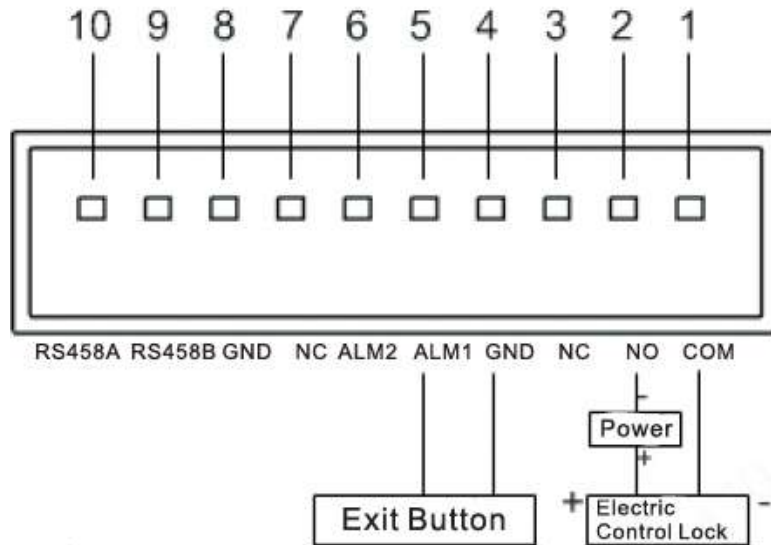 10 9 8 7 6 5 4 3 2 1
RS458A RS458B GND NC ALM2 ALM1 GND NC NO COM
-
Power
+
Exit Button
+ Electric -
Control Lock